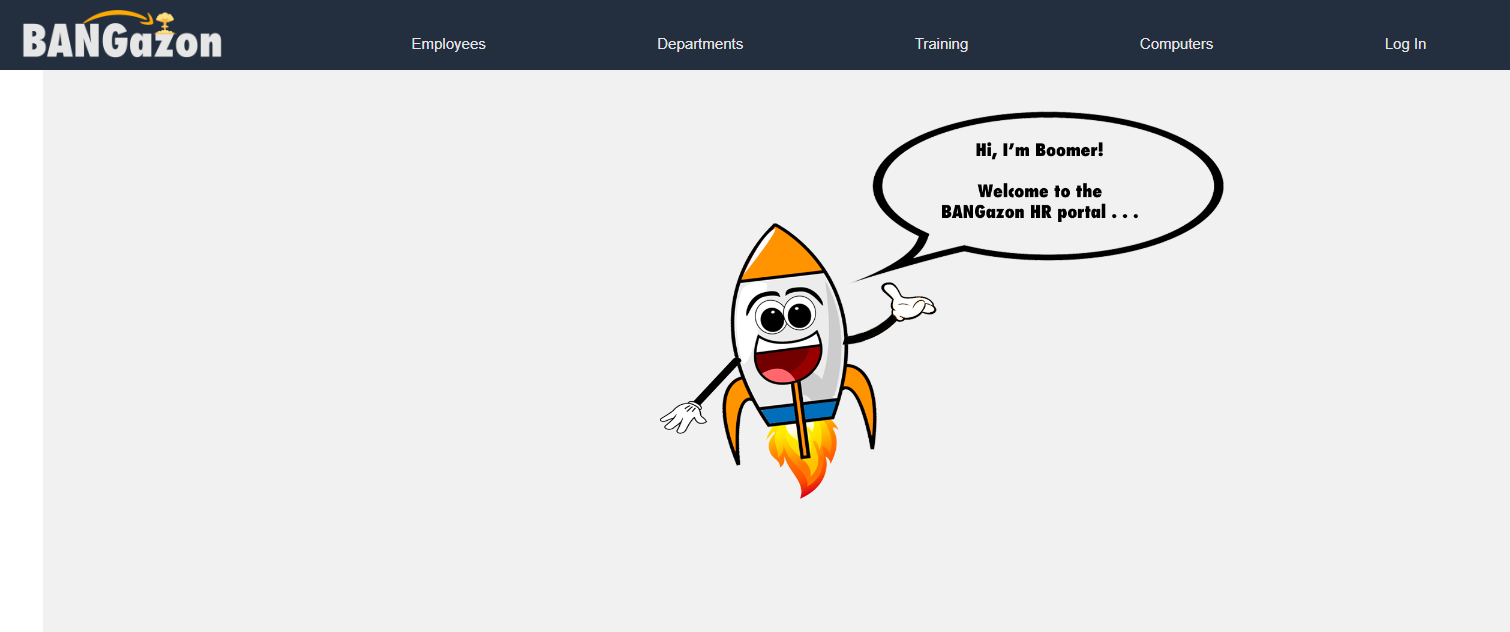 BANGazon
Employees
Departments
Training
Computers
Log In
Hi, I'm Boomer!
Welcome to the
BANGazon HR portal . . .